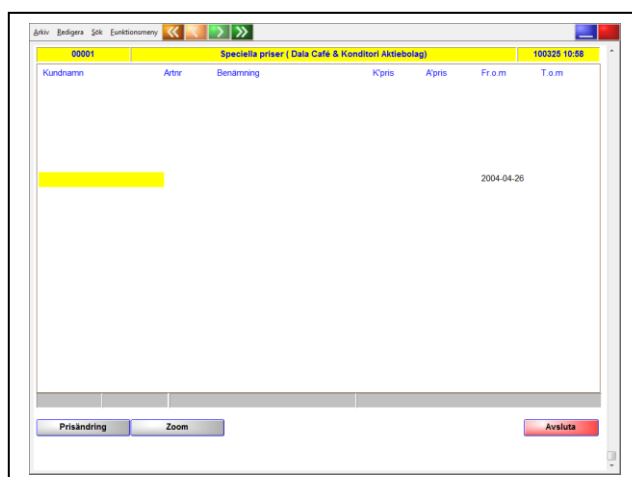 Arkiv Redigera Sök Funktionsmeny
00001 Speciella priser ( Dala Café & Konditori Aktiebolag) 100325 10:58
Kundnamn Artnr Benämning K'pris A'pris Fr.o.m T.o.m
2004-04-26
Prisändring Zoom Avsluta